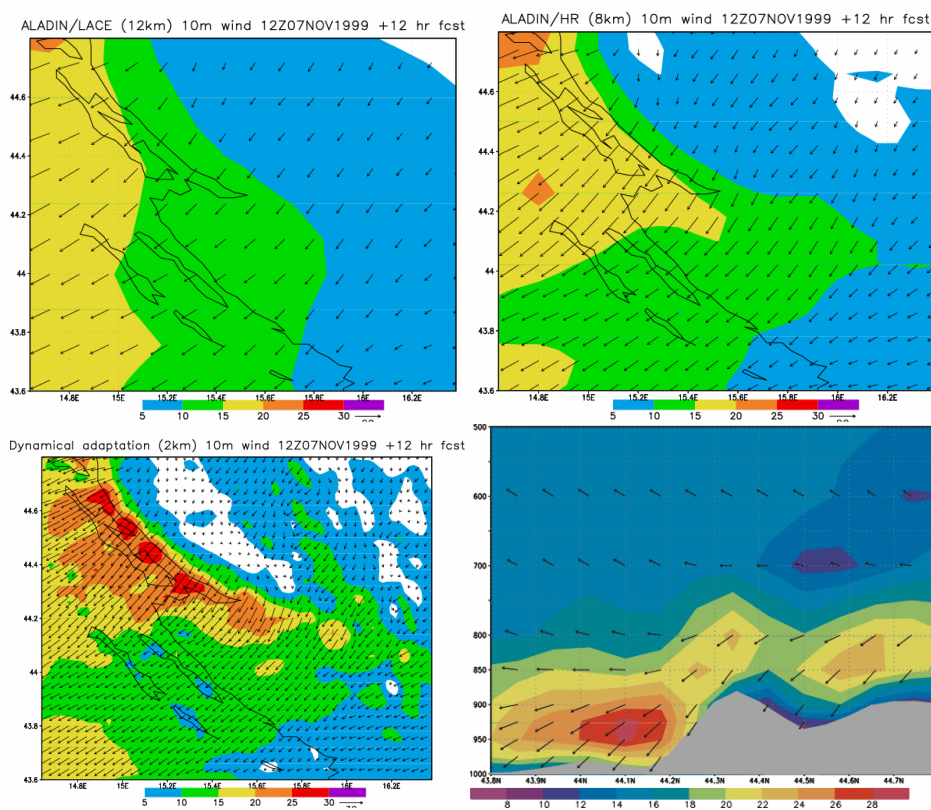 ALADIN/LACE (12km) 10m wind 12Z07NOV1999 +12 hr fcst
44.6
44.4
44.2
44
43.8
43.6
14.8E 15E 15.2E 15.4E 15.6E 15.8E 16E 16.2E
5 10 15 20 25 30
ALADIN/HR (8km) 10m wind 12Z07NOV1999 +12 hr fcst
44.6
44.4
44.2
44
43.8
43.6
14.8E 15E 15.2E 15.4E 15.6E 15.8E 16E 16.2E
5 10 15 20 25 30
Dynamical adaptation (2km) 10m wind 12Z07NOV1999 +12 hr fcst
44.6
44.4
44.2
44
43.8
43.6
14.8E 15E 15.2E 15.4E 15.6E 15.8E 16E 16.2E
5 10 15 20 25 30
500
600
700
800
850
900
950
1000
43.8N 43.9N 44N 44.1N 44.2N 44.3N 44.4N 44.5N 44.6N 44.7N
8 10 12 14 16 18 20 22 24 26 28